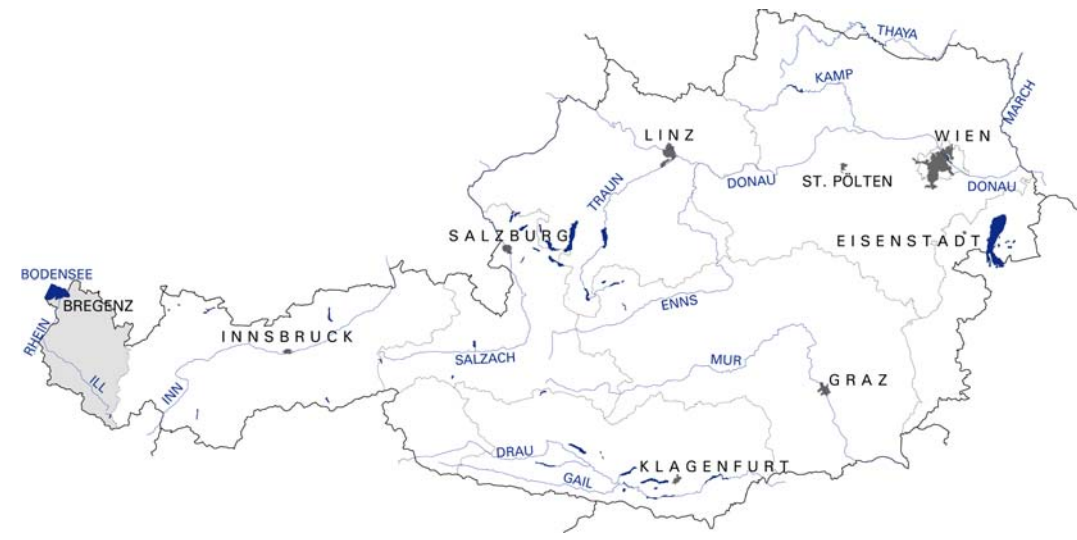 THAYA
KAMP
MARCH
LINZ
WIEN
TRAUN
DONAU
ST. PÖLTEN
DONAU
SALZBURG
EISENSTADT
BODENSEE
BREGENZ
RHEIN
INNSBRUCK
ENNS
SALZACH
MUR
ILL
INN
GRAZ
DRAU
GAIL
KLAGENFURT